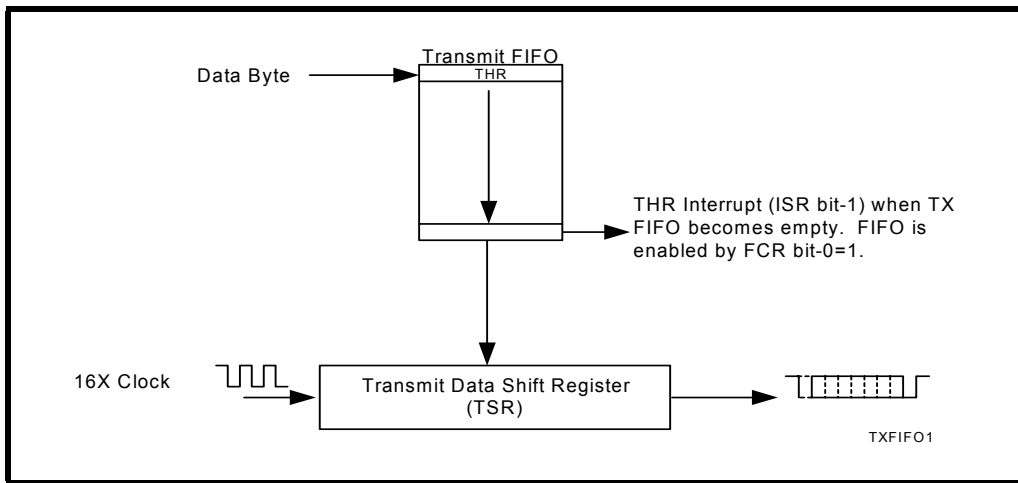 Transmit FIFO
Data Byte
THR
THR Interrupt (ISR bit-1) when TX
FIFO becomes empty. FIFO is
enabled by FCR bit-0=1.
16X Clock
Transmit Data Shift Register
(TSR)
TXFIFO1